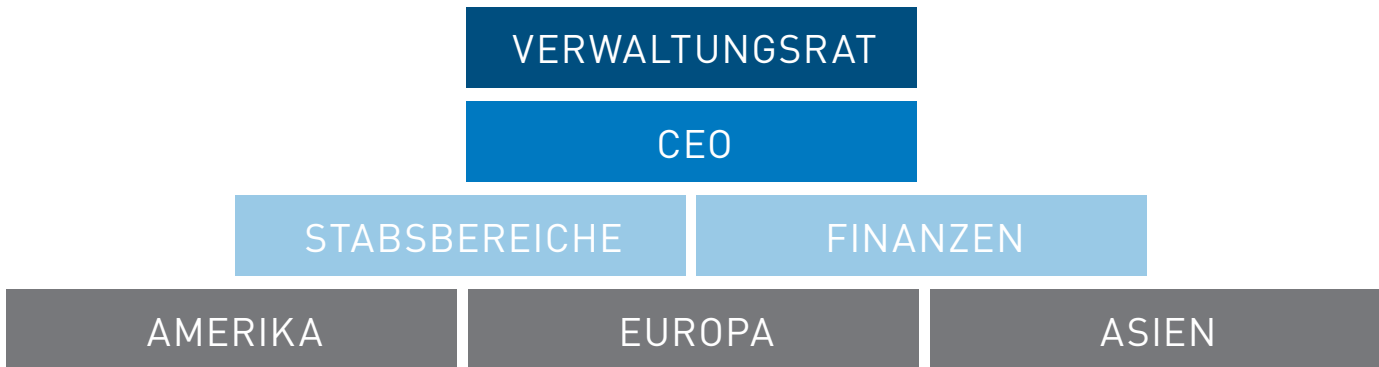 VERWALTUNGSRAT
CEO
STABSBEREICHE FINANZEN
AMERIKA EUROPA ASIEN